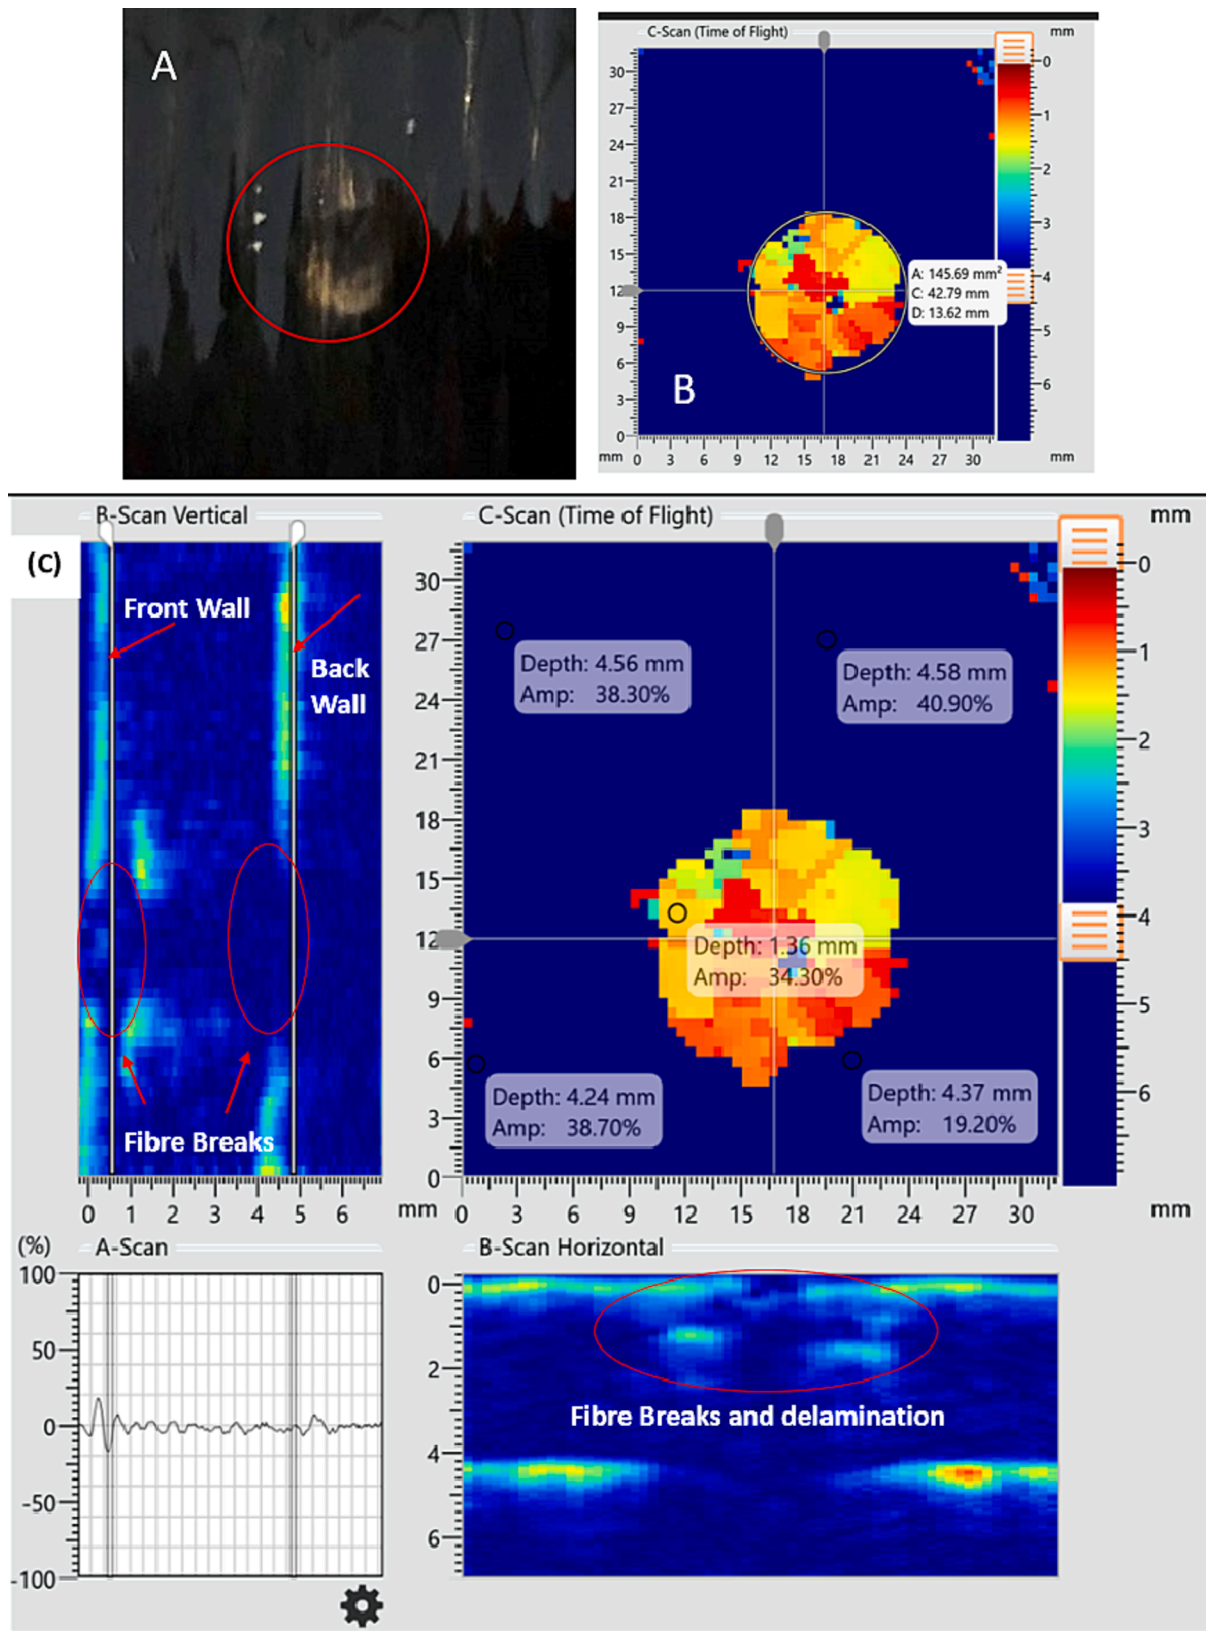 A
C-Scan (Time of Flight)
mm
30
27
24
21
18
15
12
9
6
3
0
mm
0 3 6 9 12 15 18 21 24 27 30
mm
0
1
2
3
4
5
6
A: 145.69 mm²
C: 42.79 mm
D: 13.62 mm
B
(C)
B-Scan Vertical
Front Wall
Back
Wall
Fibre Breaks
0 1 2 3 4 5 6 mm
C-Scan (Time of Flight)
mm
30
27
24
21
18
15
12
9
6
3
0
Depth: 4.56 mm
Amp: 38.30%
Depth: 4.58 mm
Amp: 40.90%
Depth: 1.36 mm
Amp: 34.30%
Depth: 4.24 mm
Amp: 38.70%
Depth: 4.37 mm
Amp: 19.20%
0 3 6 9 12 15 18 21 24 27 30
mm
0
1
2
3
4
5
6
(%)
A-Scan
100
50
0
-50
-100
B-Scan Horizontal
0
2
4
6
Fibre Breaks and delamination